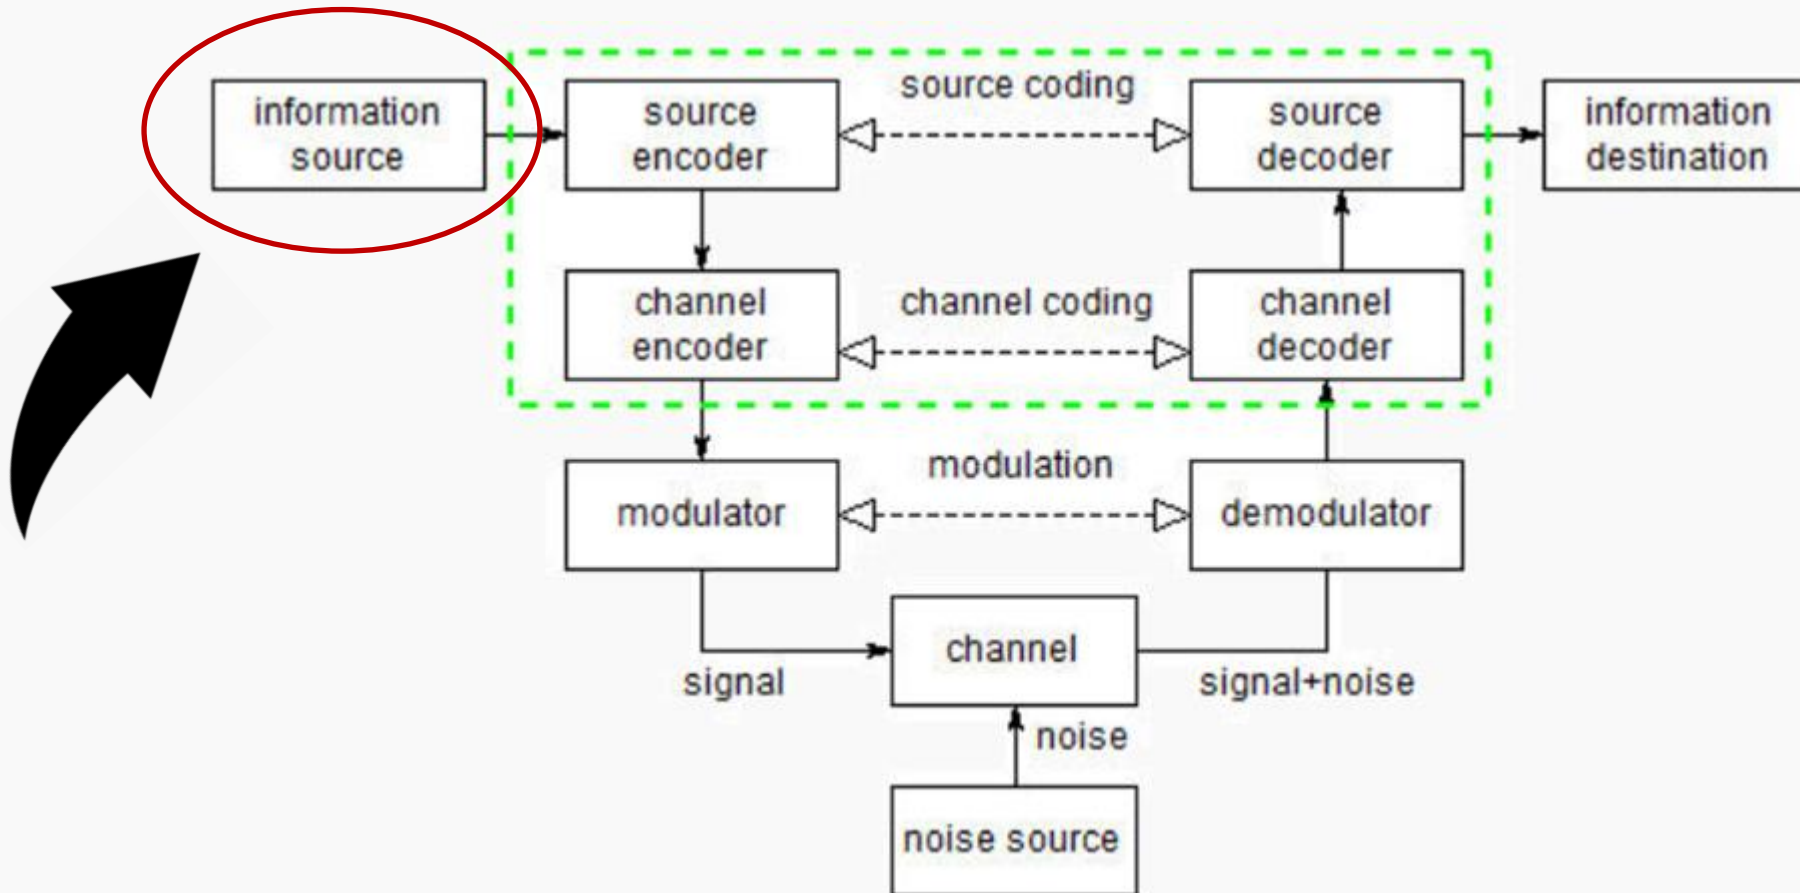 information
source
source
encoder
source coding
source
decoder
information
destination
channel
encoder
channel coding
channel
decoder
modulator
modulation
demodulator
channel
signal
signal+noise
noise
noise source